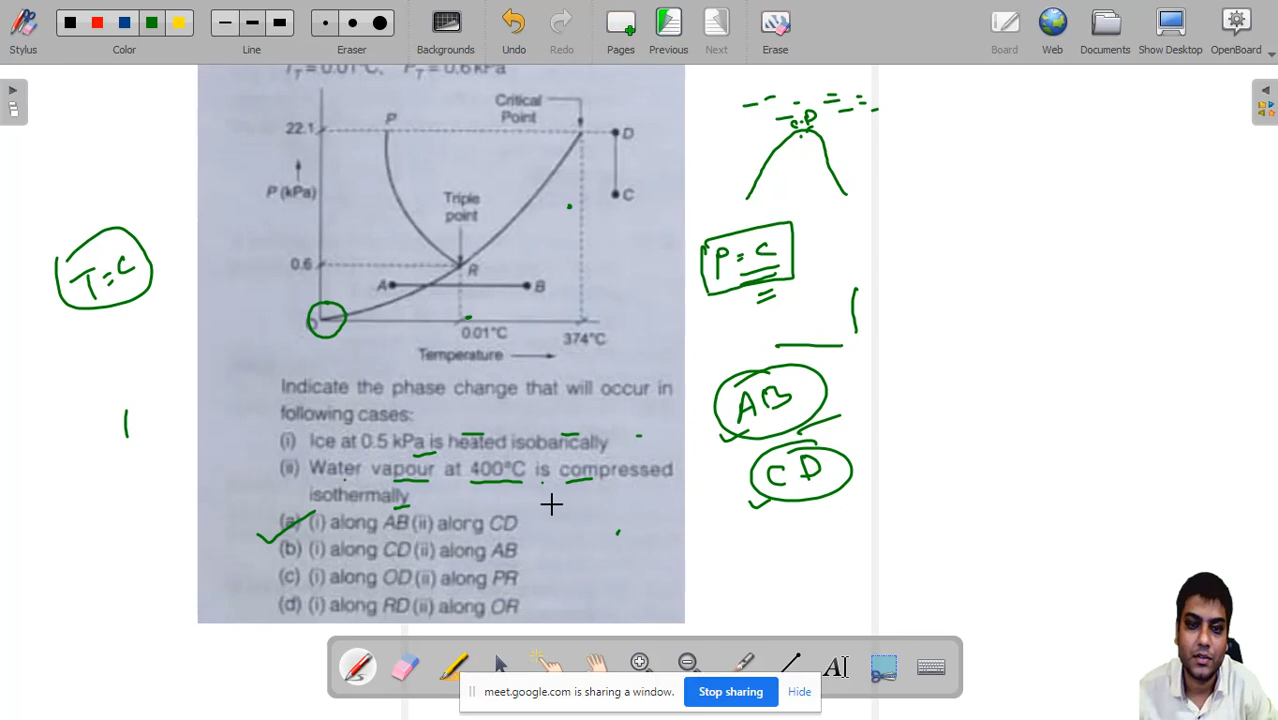 Stylus
Color
Line
Eraser
Backgrounds
Undo
Redo
Pages
Previous
Next
Erase
Board
Web
Documents
Show Desktop
OpenBoard
T_T = 0.01°C, P_T = 0.6 kPa
Critical
Point
P
22.1
D
P (kPa)
Triple
point
C
0.6
R
A
B
0.01°C
374°C
Temperature
Indicate the phase change that will occur in
following cases:
(i) Ice at 0.5 kPa is heated isobarically
(ii) Water vapour at 400°C is compressed
isothermally
(a) (i) along AB (ii) along CD
(b) (i) along CD (ii) along AB
(c) (i) along OD (ii) along PR
(d) (i) along RD (ii) along OR
T = C
C.P
P = C
AB
CD
meet.google.com is sharing a window.
Stop sharing
Hide